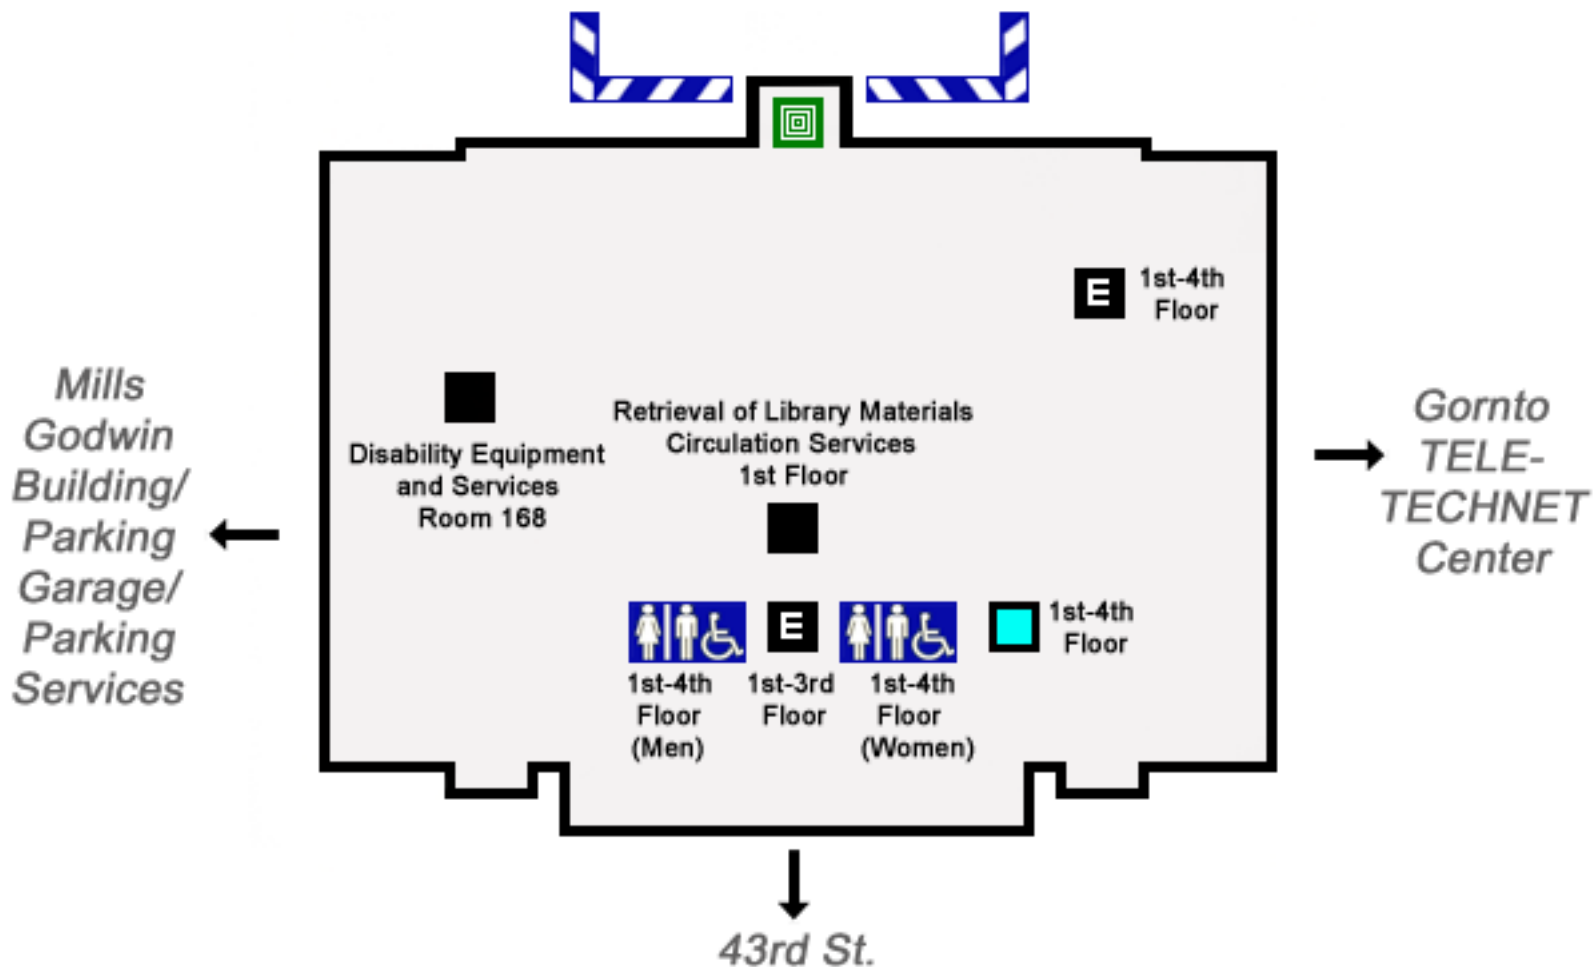 E
1st-4th
Floor
Mills
Godwin
Building/
Parking
Garage/
Parking
Services
Disability Equipment
and Services
Room 168
Retrieval of Library Materials
Circulation Services
1st Floor
Gornto
TELE-
TECHNET
Center
1st-4th
Floor
(Men)
E
1st-3rd
Floor
1st-4th
Floor
(Women)
1st-4th
Floor
43rd St.